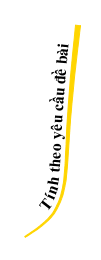 Tính theo yêu cầu đề bài